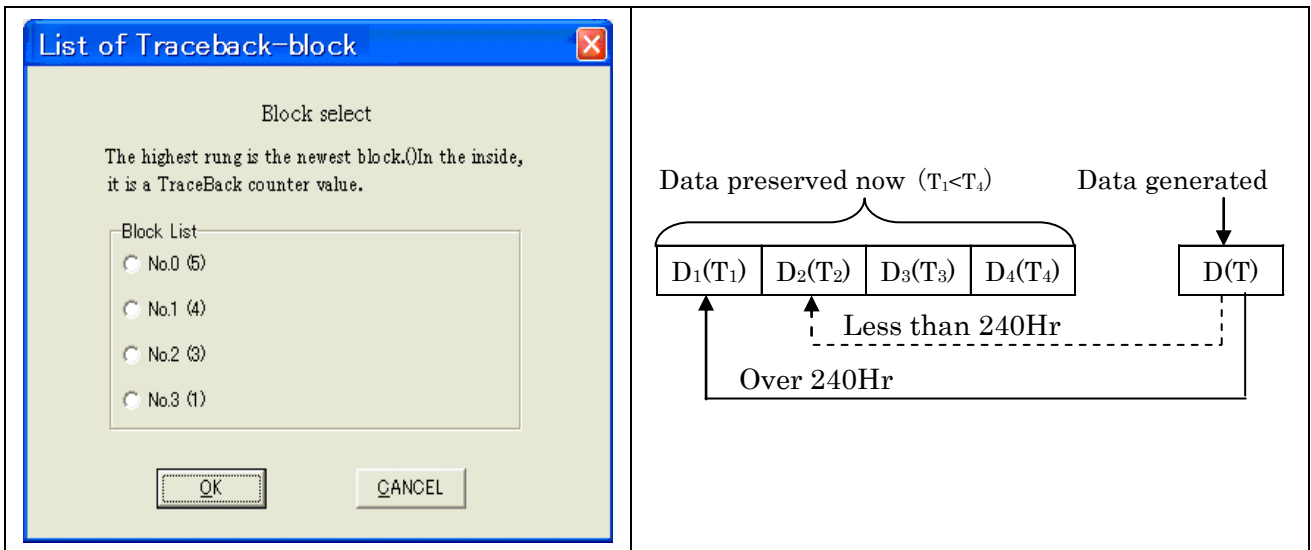 List of Traceback-block
Block select
The highest rung is the newest block.()In the inside,
it is a TraceBack counter value.
Block List
No.0 (5)
No.1 (4)
No.2 (3)
No.3 (1)
OK
CANCEL
Data preserved now (T₁<T₄)
Data generated
D₁(T₁) D₂(T₂) D₃(T₃) D₄(T₄)
D(T)
Less than 240Hr
Over 240Hr